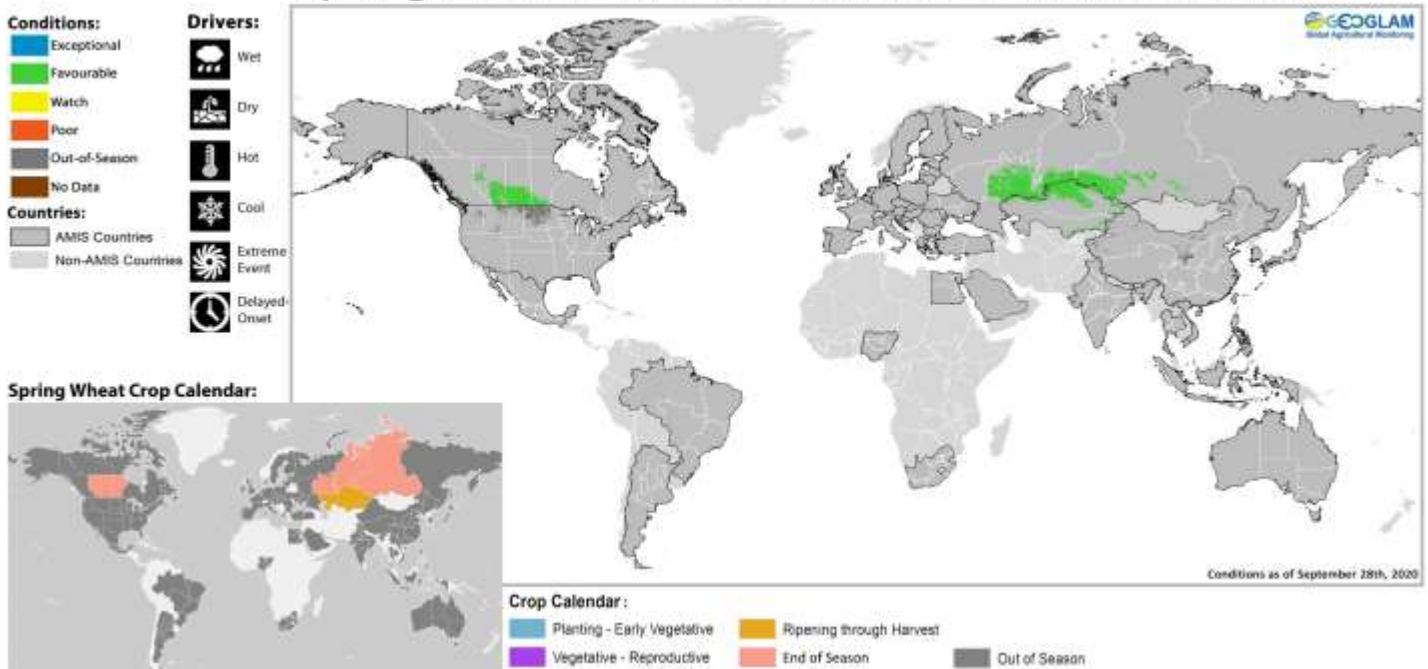 Conditions:
Exceptional
Favourable
Watch
Poor
Out-of-Season
No Data
Countries:
AMIS Countries
Non-AMIS Countries
Drivers:
Wet
Dry
Hot
Cool
Extreme
Event
Delayed-
Onset
GEOGLAM
Global Agricultural Monitoring
Conditions as of September 28th, 2020
Spring Wheat Crop Calendar:
Crop Calendar:
Planting - Early Vegetative
Vegetative - Reproductive
Ripening through Harvest
End of Season
Out of Season